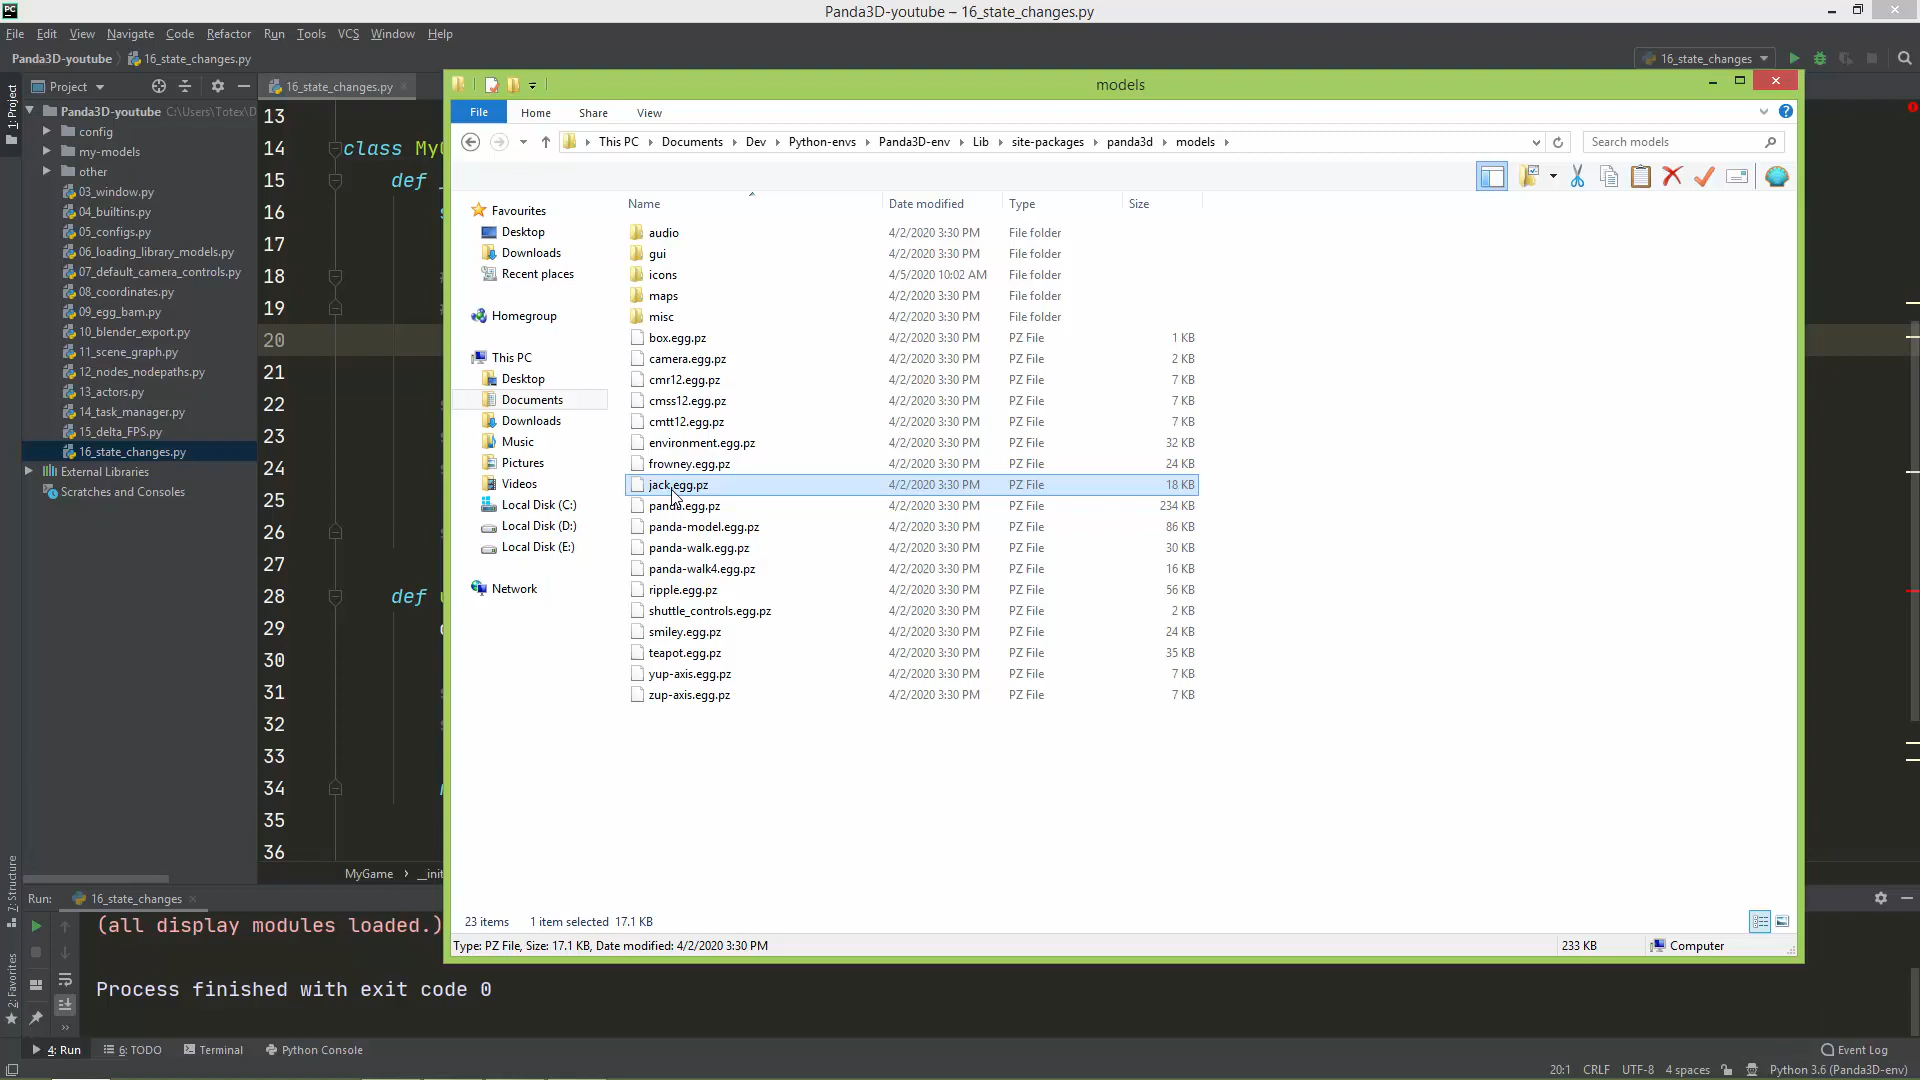 Panda3D-youtube – 16_state_changes.py
File Edit View Navigate Code Refactor Run Tools VCS Window Help
Panda3D-youtube 16_state_changes.py
16_state_changes
Project
16_state_changes.py
1: Project
Panda3D-youtube C:\Users\Totex\D
config
my-models
other
03_window.py
04_builtins.py
05_configs.py
06_loading_library_models.py
07_default_camera_controls.py
08_coordinates.py
09_egg_bam.py
10_blender_export.py
11_scene_graph.py
12_nodes_nodepaths.py
13_actors.py
14_task_manager.py
15_delta_FPS.py
16_state_changes.py
External Libraries
Scratches and Consoles
13
14 class
15 def
16
17
18
19
20
21
22
23
24
25
26
27
28 def
29
30
31
32
33
34
35
36
MyGame
models
File Home Share View
This PC Documents Dev Python-envs Panda3D-env Lib site-packages panda3d models
Search models
Favourites
Desktop
Downloads
Recent places
Homegroup
This PC
Desktop
Documents
Downloads
Music
Pictures
Videos
Local Disk (C:)
Local Disk (D:)
Local Disk (E:)
Network
Name Date modified Type Size
audio 4/2/2020 3:30 PM File folder
gui 4/2/2020 3:30 PM File folder
icons 4/5/2020 10:02 AM File folder
maps 4/2/2020 3:30 PM File folder
misc 4/2/2020 3:30 PM File folder
box.egg.pz 4/2/2020 3:30 PM PZ File 1 KB
camera.egg.pz 4/2/2020 3:30 PM PZ File 2 KB
cmr12.egg.pz 4/2/2020 3:30 PM PZ File 7 KB
cmss12.egg.pz 4/2/2020 3:30 PM PZ File 7 KB
cmtt12.egg.pz 4/2/2020 3:30 PM PZ File 7 KB
environment.egg.pz 4/2/2020 3:30 PM PZ File 32 KB
frowney.egg.pz 4/2/2020 3:30 PM PZ File 24 KB
jack.egg.pz 4/2/2020 3:30 PM PZ File 18 KB
panda.egg.pz 4/2/2020 3:30 PM PZ File 234 KB
panda-model.egg.pz 4/2/2020 3:30 PM PZ File 86 KB
panda-walk.egg.pz 4/2/2020 3:30 PM PZ File 30 KB
panda-walk4.egg.pz 4/2/2020 3:30 PM PZ File 16 KB
ripple.egg.pz 4/2/2020 3:30 PM PZ File 56 KB
shuttle_controls.egg.pz 4/2/2020 3:30 PM PZ File 2 KB
smiley.egg.pz 4/2/2020 3:30 PM PZ File 24 KB
teapot.egg.pz 4/2/2020 3:30 PM PZ File 35 KB
yup-axis.egg.pz 4/2/2020 3:30 PM PZ File 7 KB
zup-axis.egg.pz 4/2/2020 3:30 PM PZ File 7 KB
23 items 1 item selected 17.1 KB
Type: PZ File, Size: 17.1 KB, Date modified: 4/2/2020 3:30 PM 233 KB Computer
7: Structure
2: Favorites
Run: 16_state_changes
(all display modules loaded.)
Process finished with exit code 0
4: Run 6: TODO Terminal Python Console Event Log
20:1 CRLF UTF-8 4 spaces Python 3.6 (Panda3D-env)